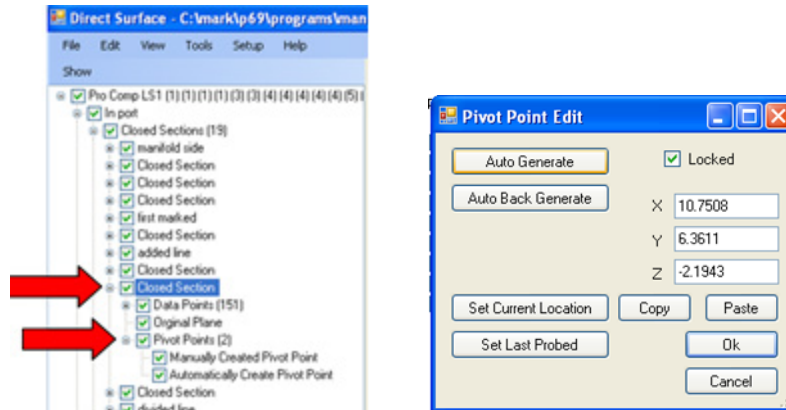 Direct Surface - C:\mark\p69\programs\man
File Edit View Tools Setup Help
Show
Pro Comp LS1 (1) (1) (1) (1) (3) (3) (4) (4) (4) (4) (4) (5)
In port
Closed Sections (19)
manifold side
Closed Section
Closed Section
Closed Section
first marked
Closed Section
added line
Closed Section
Closed Section
Data Points (151)
Orginal Plane
Pivot Points (2)
Manually Created Pivot Point
Automatically Create Pivot Point
Closed Section
divided line
Pivot Point Edit
Auto Generate
Locked
Auto Back Generate
X 10.7508
Y 6.3611
Z -2.1943
Set Current Location Copy Paste
Set Last Probed Ok
Cancel